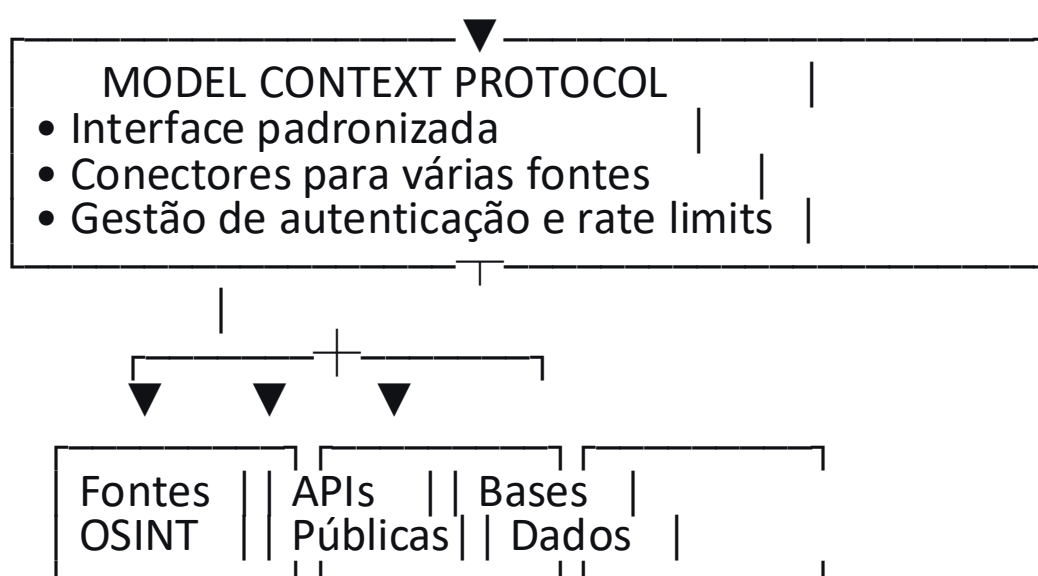 MODEL CONTEXT PROTOCOL
• Interface padronizada
• Conectores para várias fontes
• Gestão de autenticação e rate limits
Fontes APIs Bases
OSINT Públicas Dados